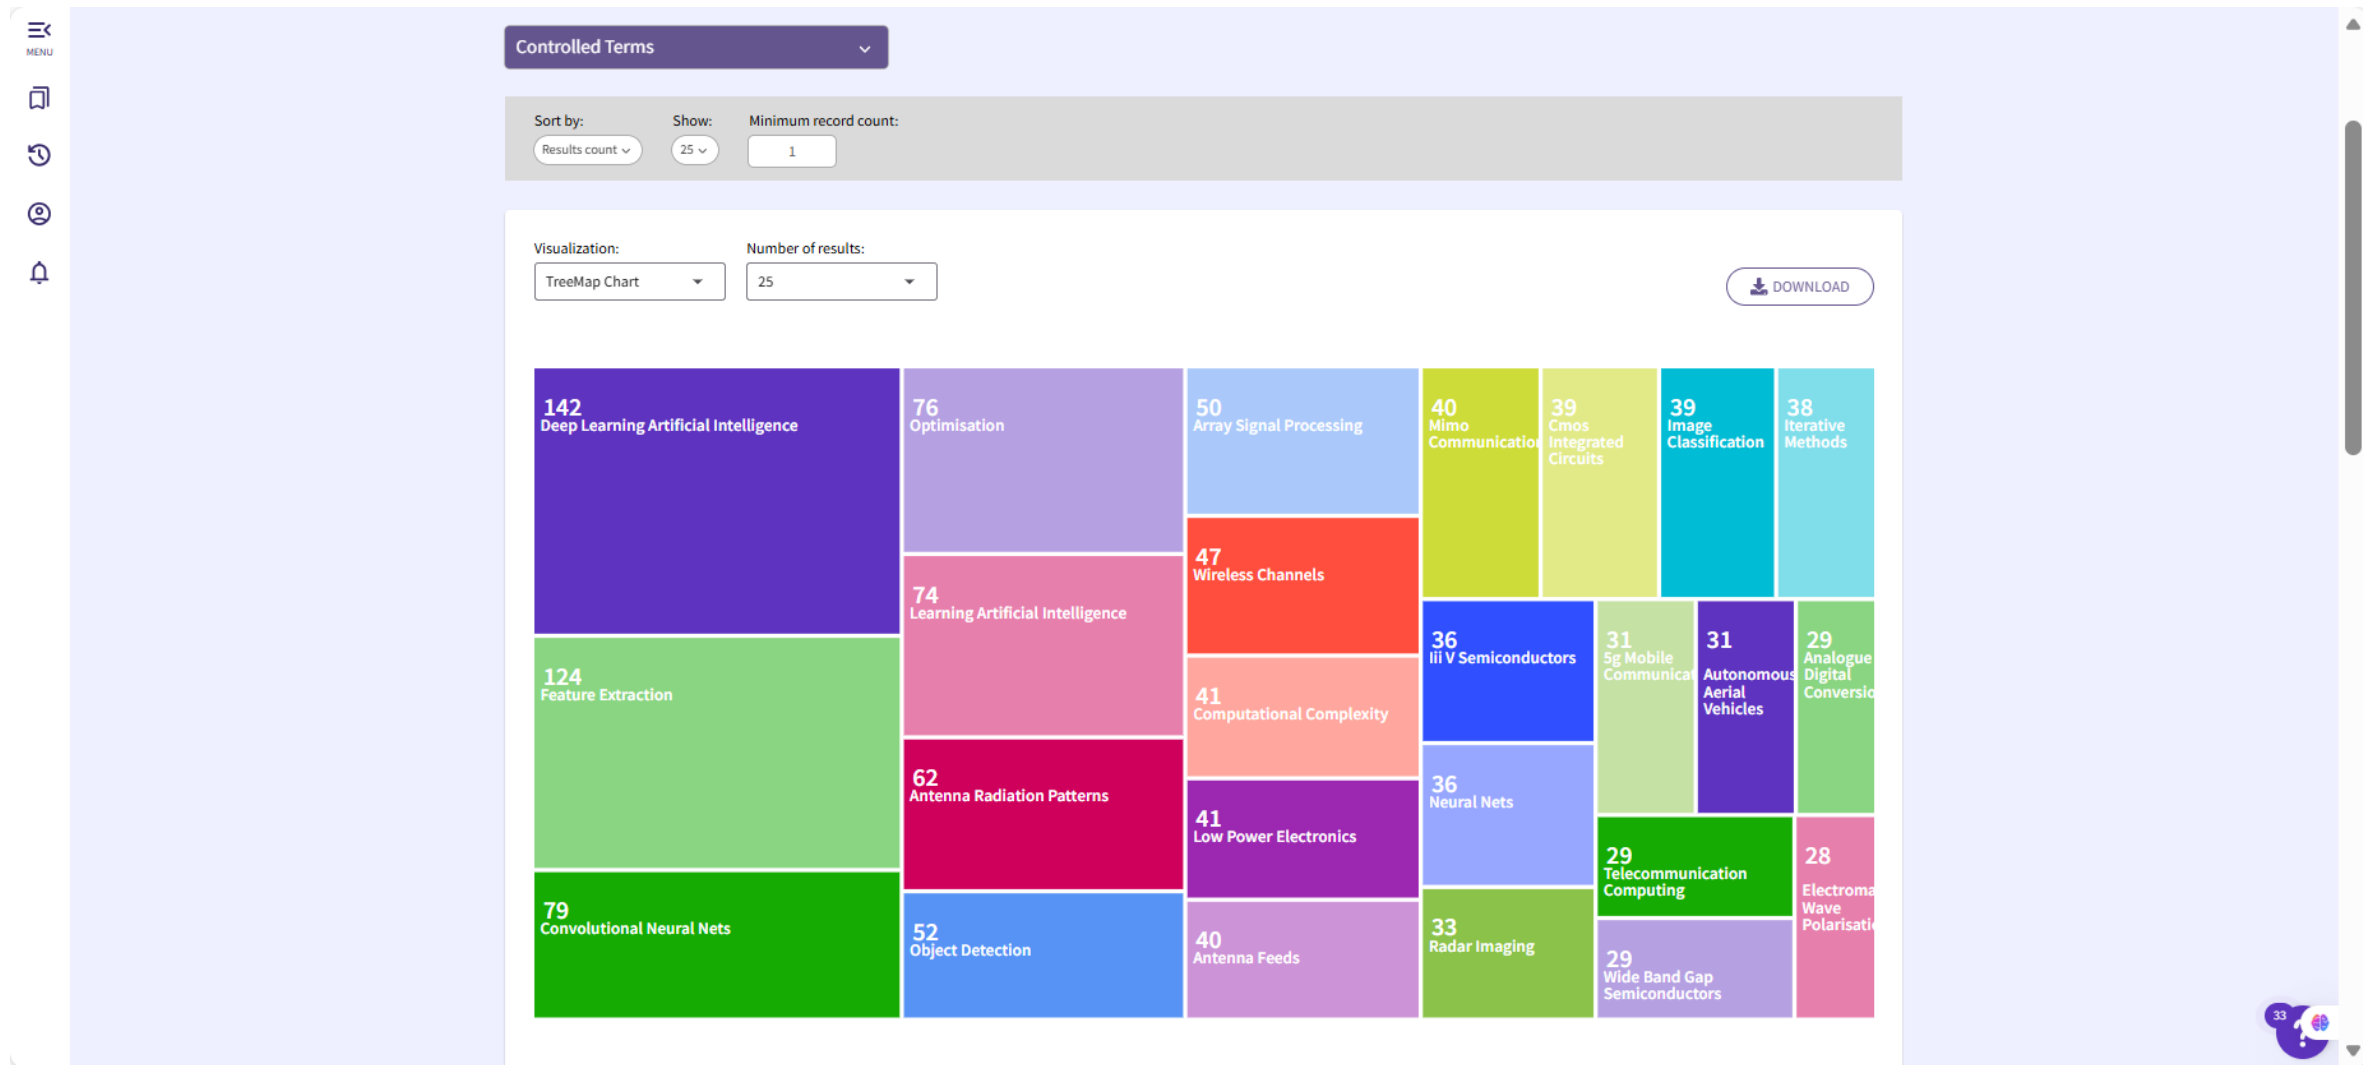 MENU
Controlled Terms
Sort by:
Show:
Minimum record count:
Results count
25
1
Visualization:
Number of results:
TreeMap Chart
25
DOWNLOAD
142
Deep Learning Artificial Intelligence
124
Feature Extraction
79
Convolutional Neural Nets
76
Optimisation
74
Learning Artificial Intelligence
62
Antenna Radiation Patterns
52
Object Detection
50
Array Signal Processing
47
Wireless Channels
41
Computational Complexity
41
Low Power Electronics
40
Antenna Feeds
40
Mimo
Communication
39
Cmos
Integrated
Circuits
39
Image
Classification
38
Iterative
Methods
36
Iii V Semiconductors
36
Neural Nets
33
Radar Imaging
31
5g Mobile
Communicat
31
Autonomous
Aerial
Vehicles
29
Analogue
Digital
Conversio
29
Telecommunication
Computing
29
Wide Band Gap
Semiconductors
28
Electroma
Wave
Polarisati
33
?